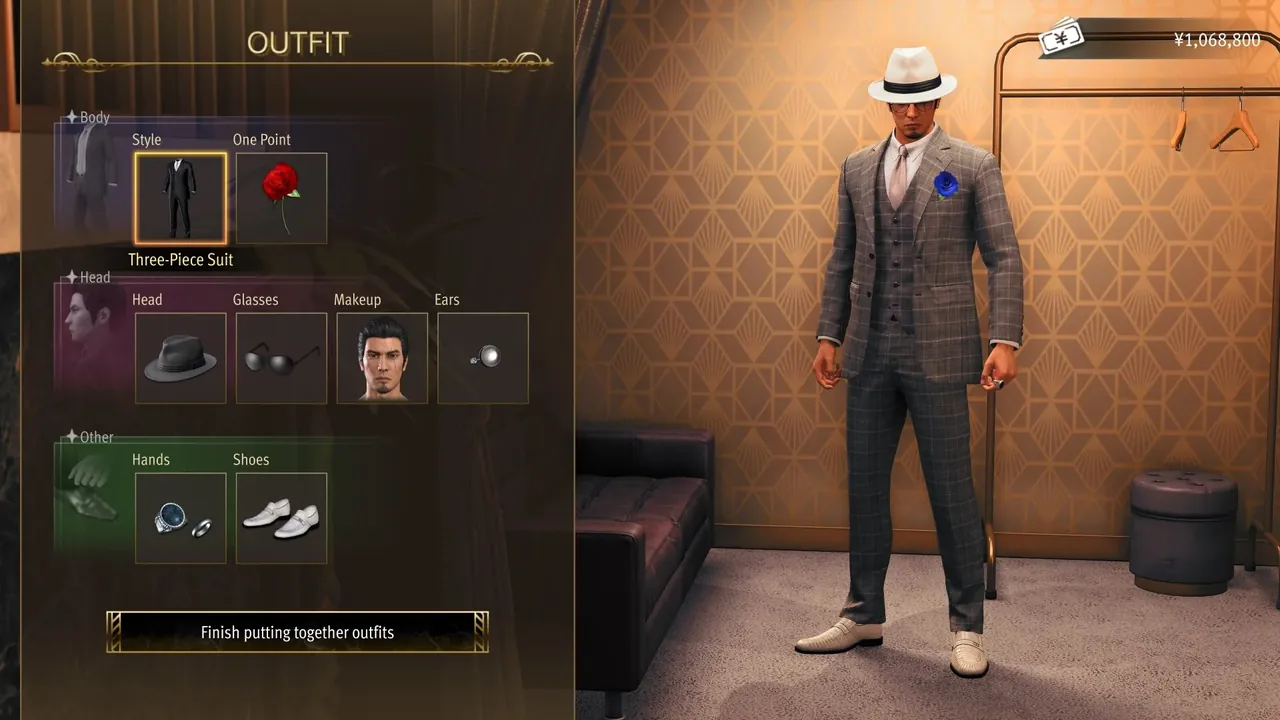 OUTFIT
¥1,068,800
Body
Style
One Point
Three-Piece Suit
Head
Head
Glasses
Makeup
Ears
Other
Hands
Shoes
Finish putting together outfits